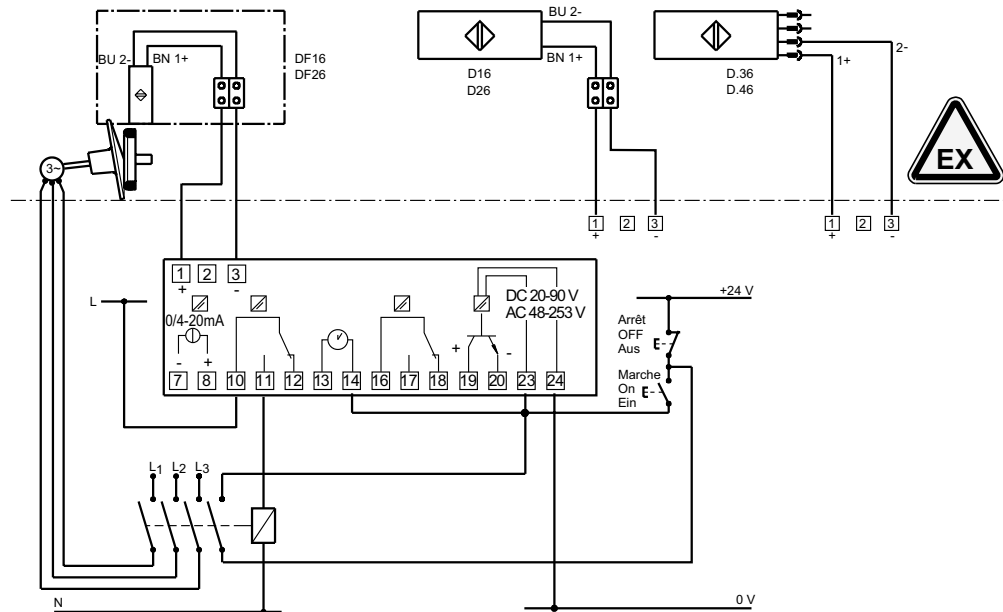 BU 2-
BN 1+
DF16
DF26
BU 2-
BN 1+
D16
D26
2-
1+
D.36
D.46
EX
3~
1 2 3
+ -
1 2 3
+ -
1 2 3
+ -
L
0/4-20mA
- +
+ -
DC 20-90 V
AC 48-253 V
7 8 10 11 12 13 14 16 17 18 19 20 23 24
+24 V
Arrêt
OFF
Aus
E
Marche
On
Ein
E
L1 L2 L3
N
0 V